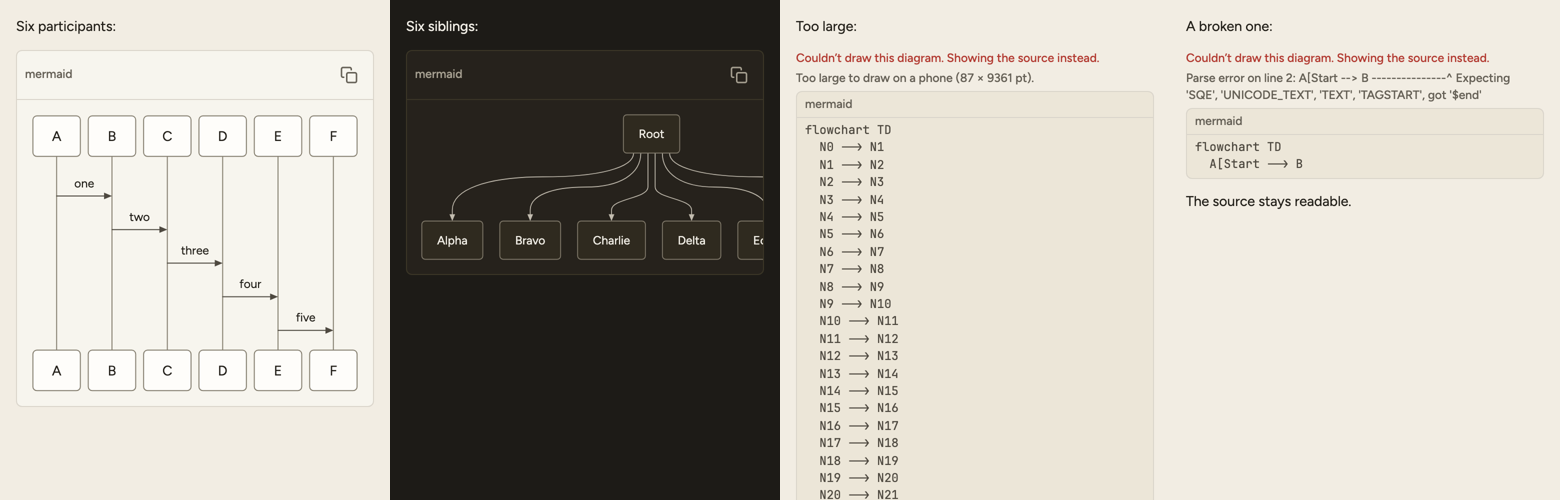 Six participants:
mermaid
A B C D E F
one
two
three
four
five
A B C D E F
Six siblings:
mermaid
Root
Alpha Bravo Charlie Delta
Too large:
Couldn’t draw this diagram. Showing the source instead.
Too large to draw on a phone (87 × 9361 pt).
mermaid
flowchart TD
N0 --> N1
N1 --> N2
N2 --> N3
N3 --> N4
N4 --> N5
N5 --> N6
N6 --> N7
N7 --> N8
N8 --> N9
N9 --> N10
N10 --> N11
N11 --> N12
N12 --> N13
N13 --> N14
N14 --> N15
N15 --> N16
N16 --> N17
N17 --> N18
N18 --> N19
N19 --> N20
N20 --> N21
A broken one:
Couldn’t draw this diagram. Showing the source instead.
Parse error on line 2: A[Start --> B ---------------^ Expecting
'SQE', 'UNICODE_TEXT', 'TEXT', 'TAGSTART', got '$end'
mermaid
flowchart TD
A[Start --> B
The source stays readable.